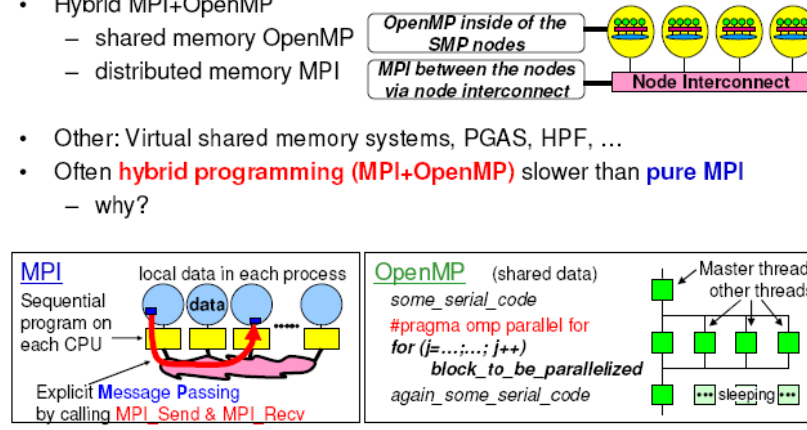 • Hybrid MPI+OpenMP
– shared memory OpenMP
– distributed memory MPI
OpenMP inside of the
SMP nodes
MPI between the nodes
via node interconnect
Node Interconnect
• Other: Virtual shared memory systems, PGAS, HPF, …
• Often hybrid programming (MPI+OpenMP) slower than pure MPI
– why?
MPI
local data in each process
Sequential
program on
each CPU
data
Explicit Message Passing
by calling MPI_Send & MPI_Recv
OpenMP (shared data)
some_serial_code
#pragma omp parallel for
for (j=…;…; j++)
block_to_be_parallelized
again_some_serial_code
Master thread
other threads
••• sleeping •••